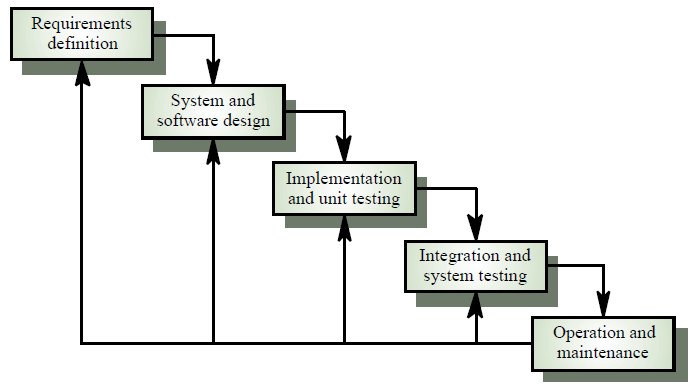 Requirements
definition
System and
software design
Implementation
and unit testing
Integration and
system testing
Operation and
maintenance